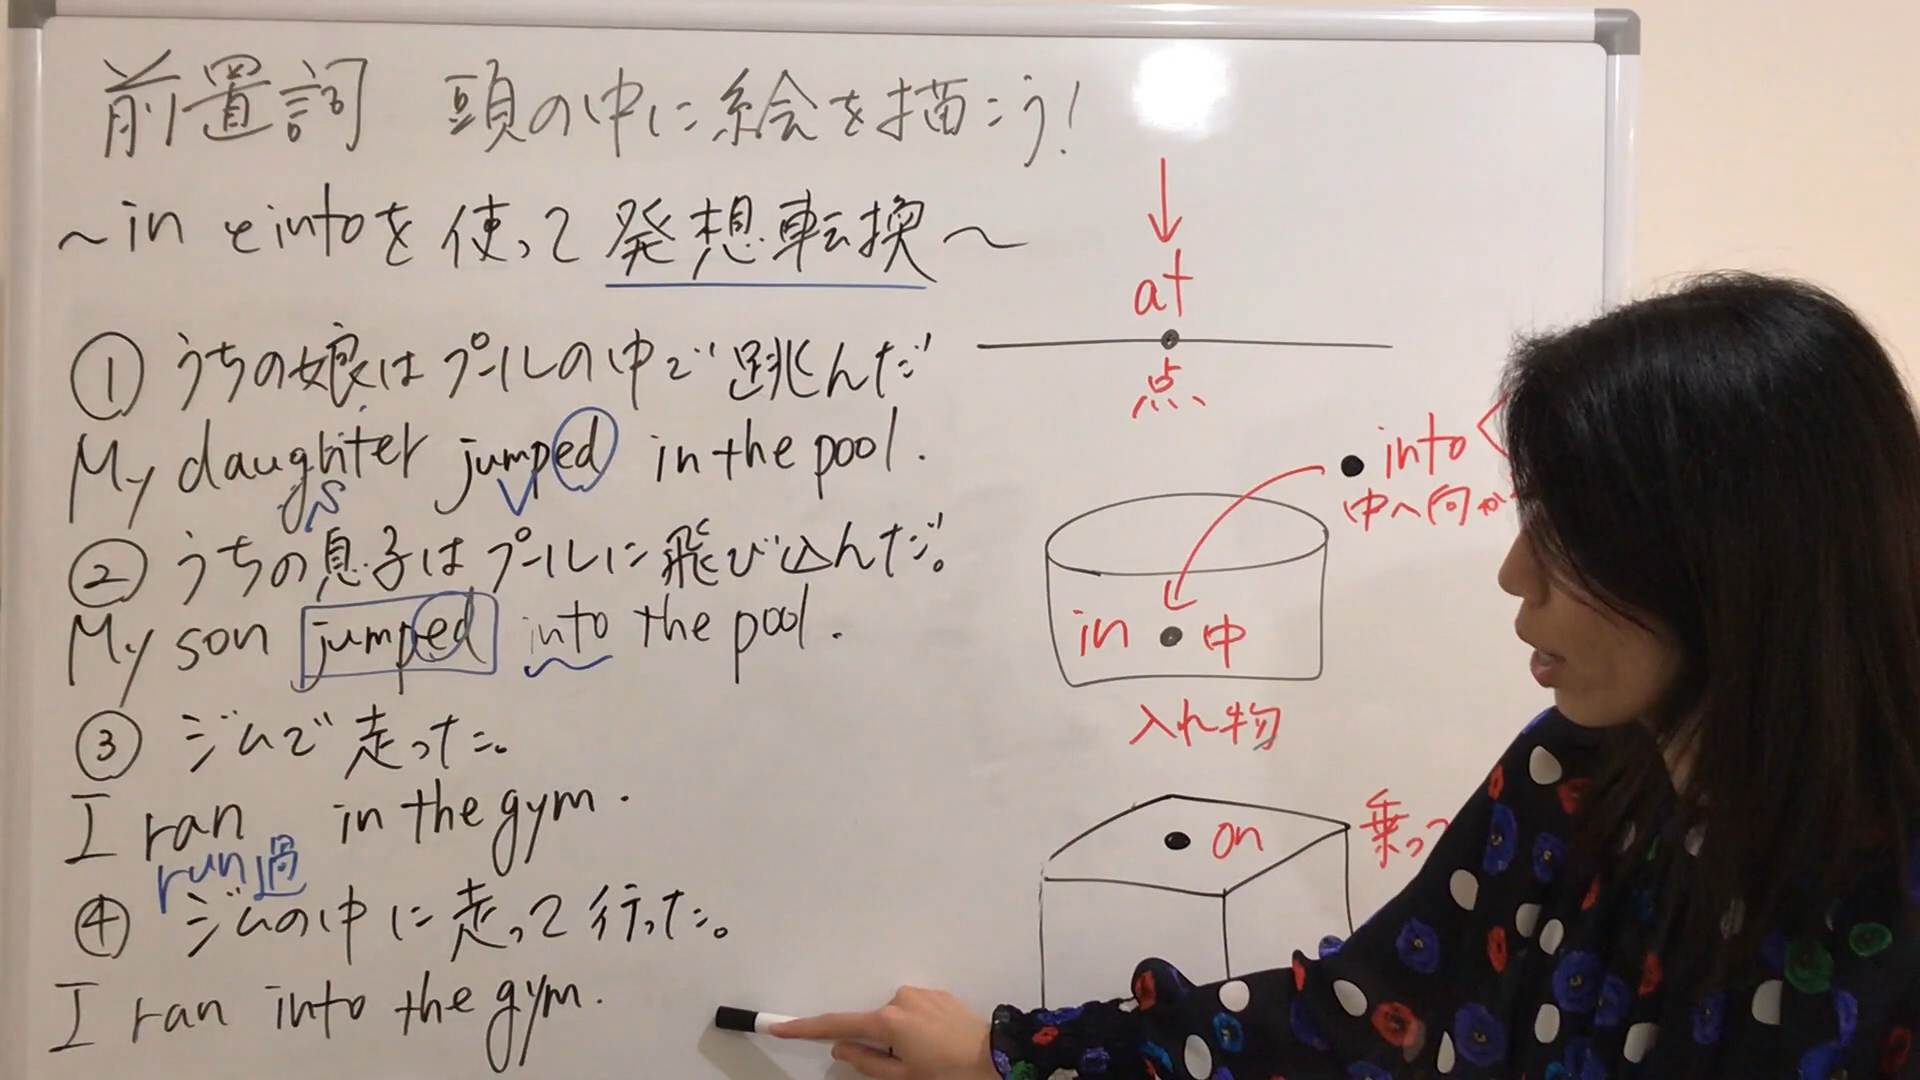 前置詞 頭の中に絵を描こう!
~in とintoを使って発想転換~
① うちの娘はプールの中で跳んだ
My daughter jumped in the pool.
S V
② うちの息子はプールに飛び込んだ。
My son jumped into the pool.
③ ジムで走った。
I ran in the gym.
run過
④ ジムの中に走って行った。
I ran into the gym.
at
点
into
中へ向か
in 中
入れ物
on
乗っ